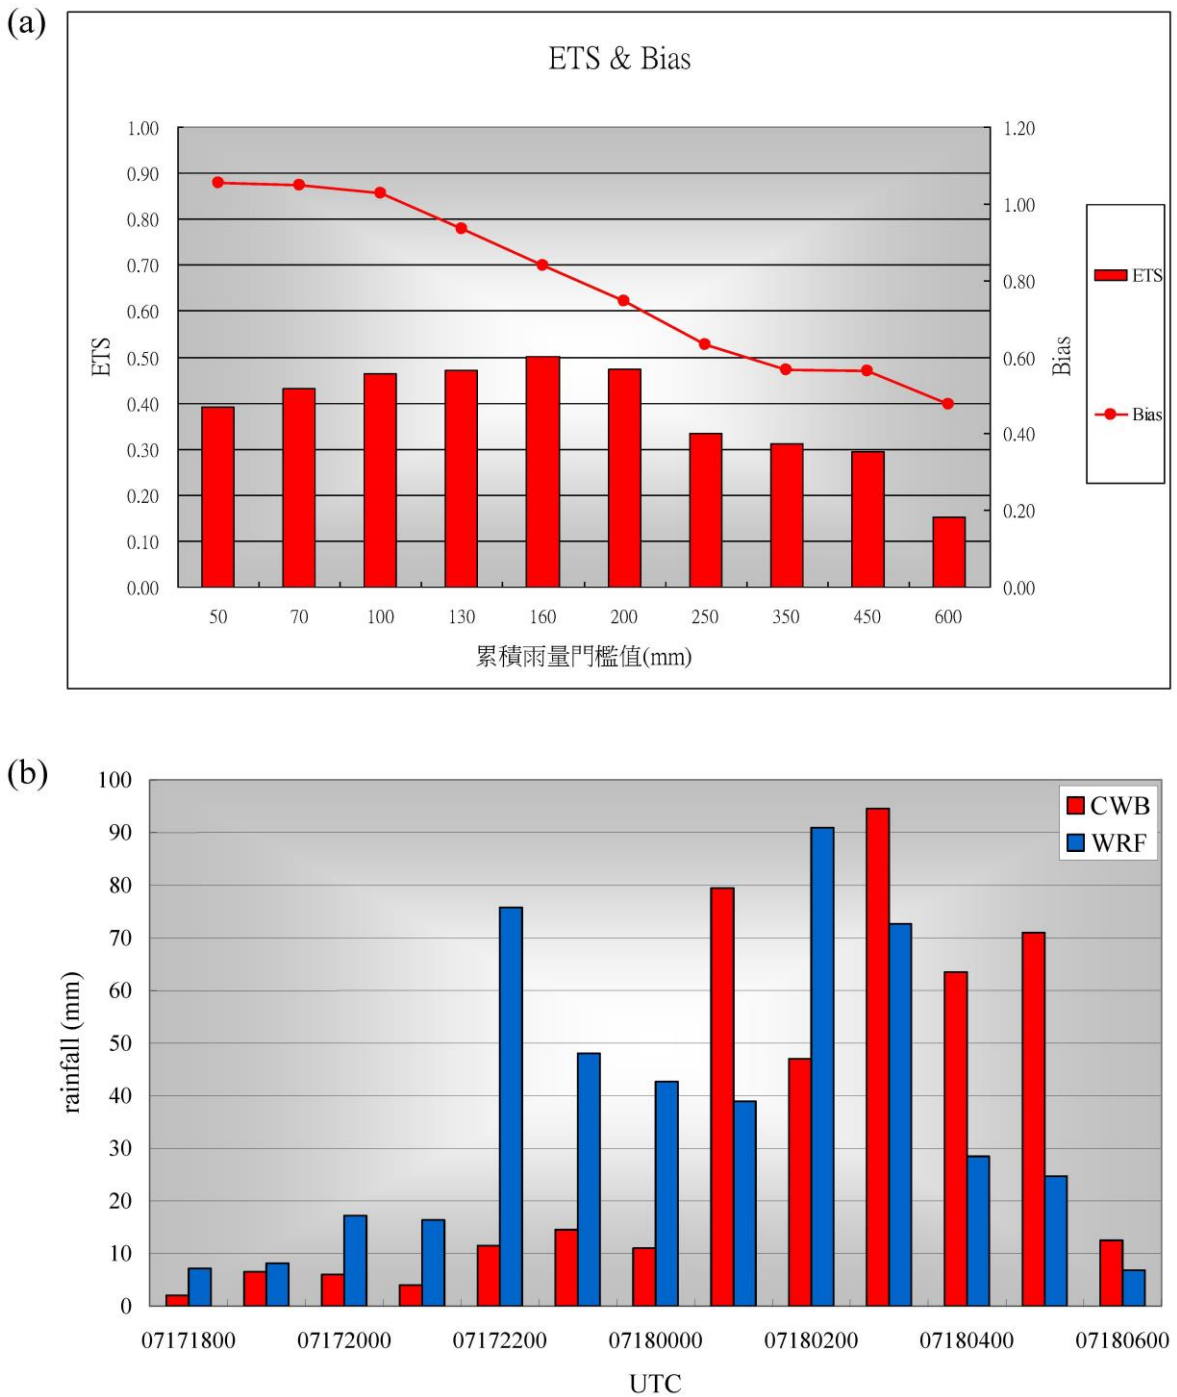 (a)
ETS & Bias
1.00
0.90
0.80
0.70
0.60
0.50
0.40
0.30
0.20
0.10
0.00
ETS
1.20
1.00
0.80
0.60
0.40
0.20
0.00
Bias
ETS
Bias
50 70 100 130 160 200 250 350 450 600
累積雨量門檻值(mm)
(b)
100
90
80
70
60
50
40
30
20
10
0
rainfall (mm)
CWB
WRF
07171800 07172000 07172200 07180000 07180200 07180400 07180600
UTC